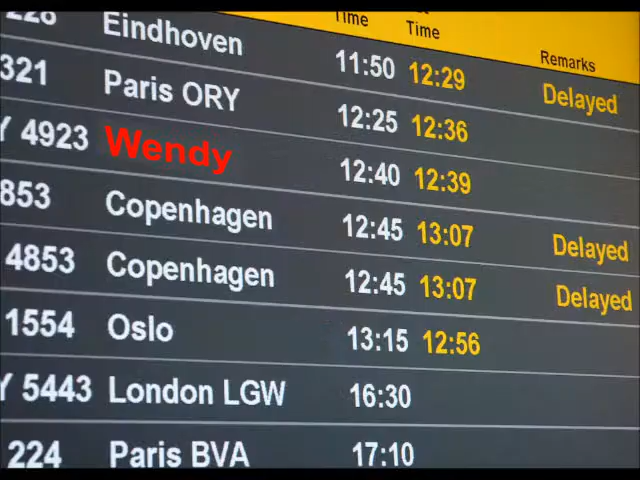 Time Time Remarks
228 Eindhoven 11:50 12:29 Delayed
321 Paris ORY 12:25 12:36
Y 4923 Wendy 12:40 12:39
853 Copenhagen 12:45 13:07 Delayed
4853 Copenhagen 12:45 13:07 Delayed
1554 Oslo 13:15 12:56
Y 5443 London LGW 16:30
224 Paris BVA 17:10